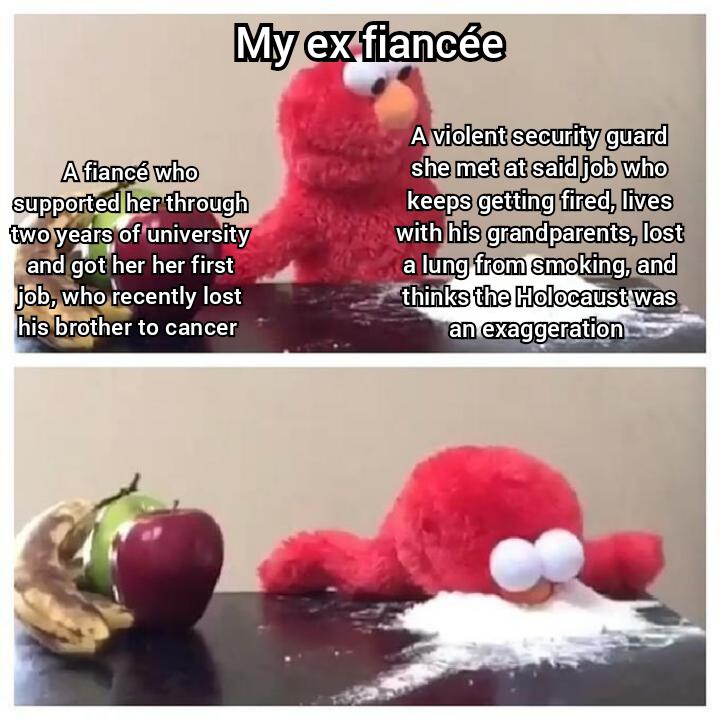 My ex fiancée
A fiancé who
supported her through
two years of university
and got her her first
job, who recently lost
his brother to cancer
A violent security guard
she met at said job who
keeps getting fired, lives
with his grandparents, lost
a lung from smoking, and
thinks the Holocaust was
an exaggeration